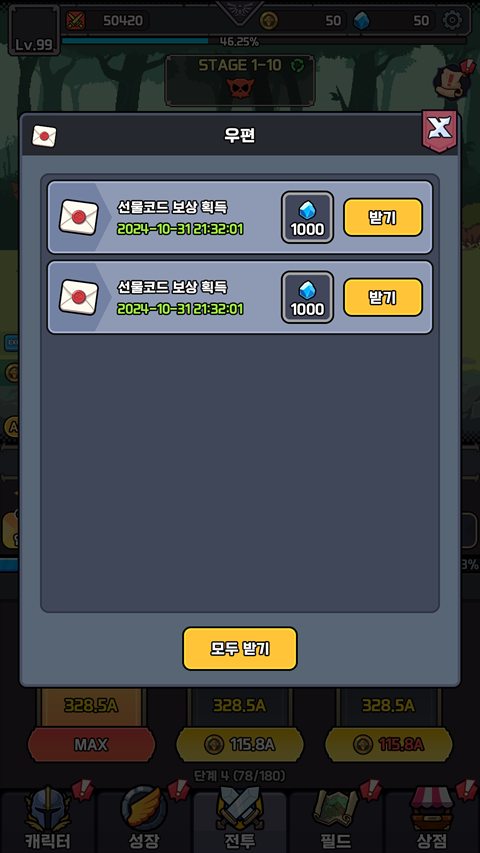 Lv.99
50420
50
50
46.25%
STAGE 1-10
우편
X
선물코드 보상 획득
2024-10-31 21:32:01
1000
받기
선물코드 보상 획득
2024-10-31 21:32:01
1000
받기
3%
모두 받기
328.5A
328.5A
328.5A
MAX
115.8A
115.8A
단계 4 (78/180)
캐릭터
성장
전투
필드
상점